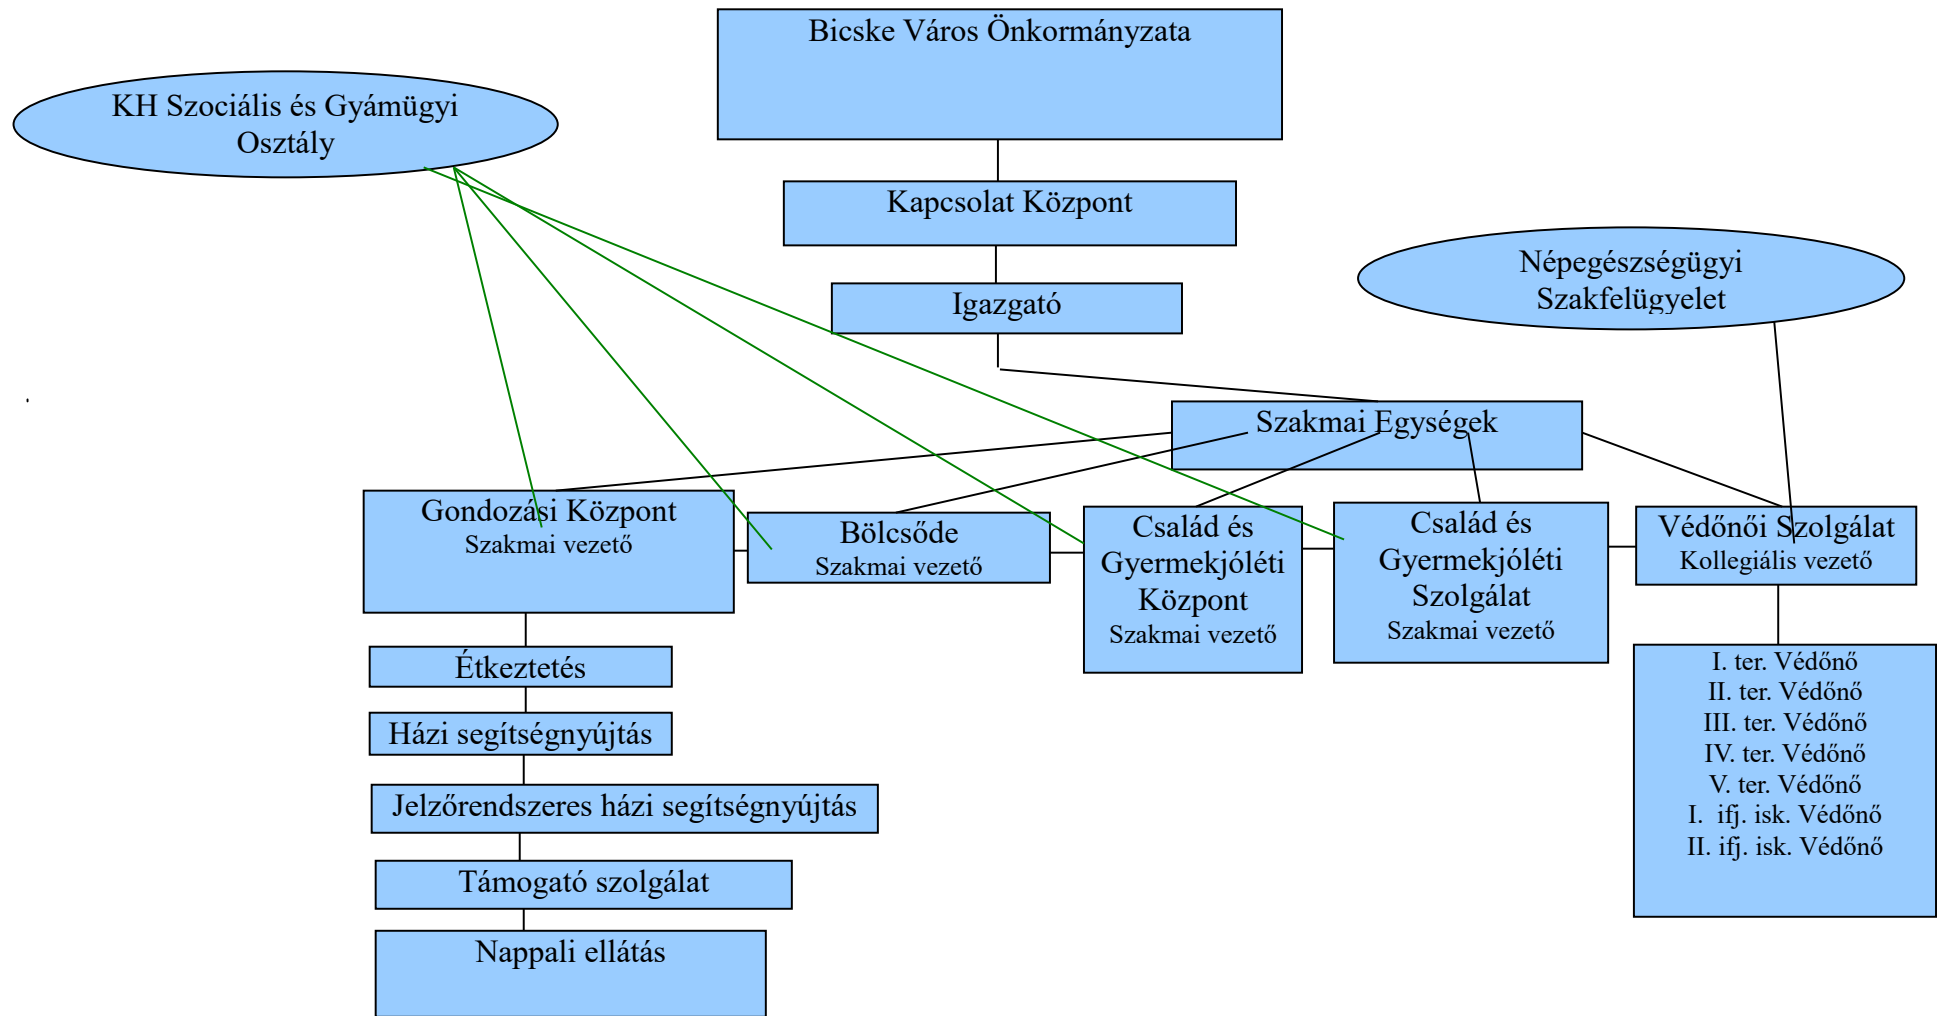 Bicske Város Önkormányzata
KH Szociális és Gyámügyi
Osztály
Kapcsolat Központ
Népegészségügyi
Szakfelügyelet
Igazgató
Szakmai Egységek
Gondozási Központ
Szakmai vezető
Bölcsőde
Szakmai vezető
Család és
Gyermekjóléti
Központ
Szakmai vezető
Család és
Gyermekjóléti
Szolgálat
Szakmai vezető
Védőnői Szolgálat
Kollegiális vezető
Étkeztetés
Házi segítségnyújtás
Jelzőrendszeres házi segítségnyújtás
Támogató szolgálat
Nappali ellátás
I. ter. Védőnő
II. ter. Védőnő
III. ter. Védőnő
IV. ter. Védőnő
V. ter. Védőnő
I. ifj. isk. Védőnő
II. ifj. isk. Védőnő